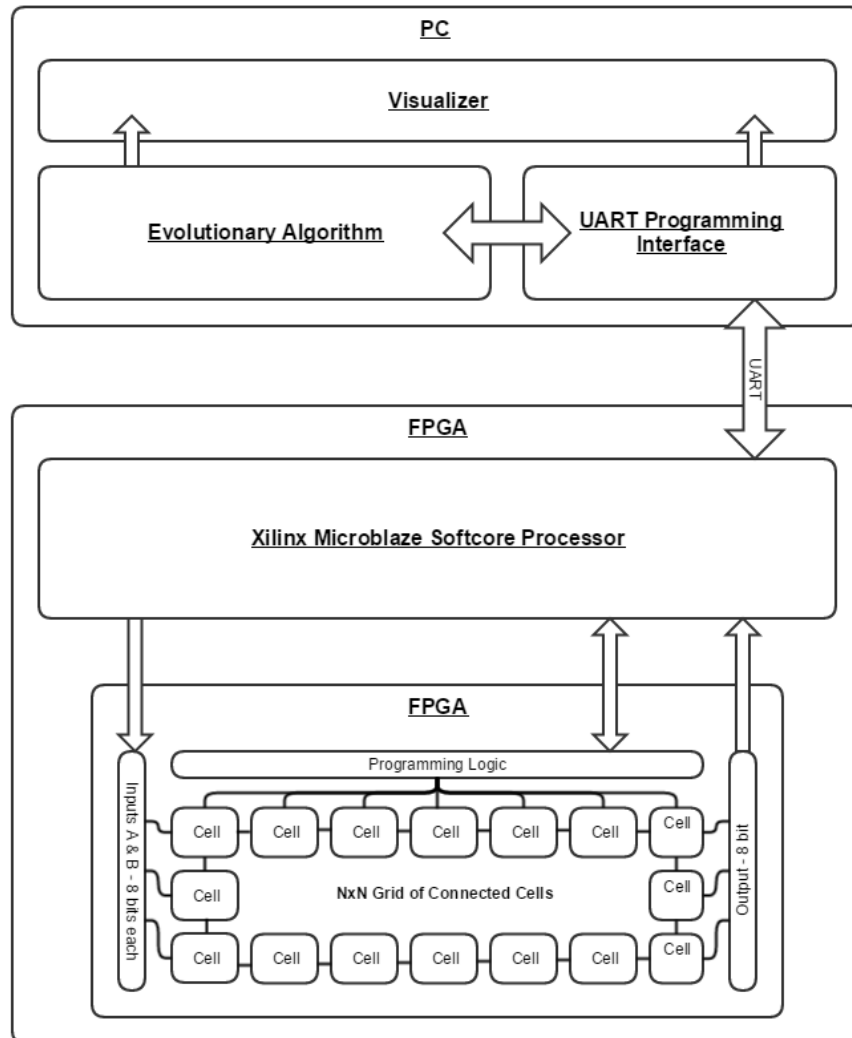 PC
Visualizer
Evolutionary Algorithm
UART Programming
Interface
UART
FPGA
Xilinx Microblaze Softcore Processor
FPGA
Programming Logic
Inputs A & B - 8 bits each
Output - 8 bit
Cell Cell Cell Cell Cell Cell Cell
Cell NxN Grid of Connected Cells Cell
Cell Cell Cell Cell Cell Cell Cell